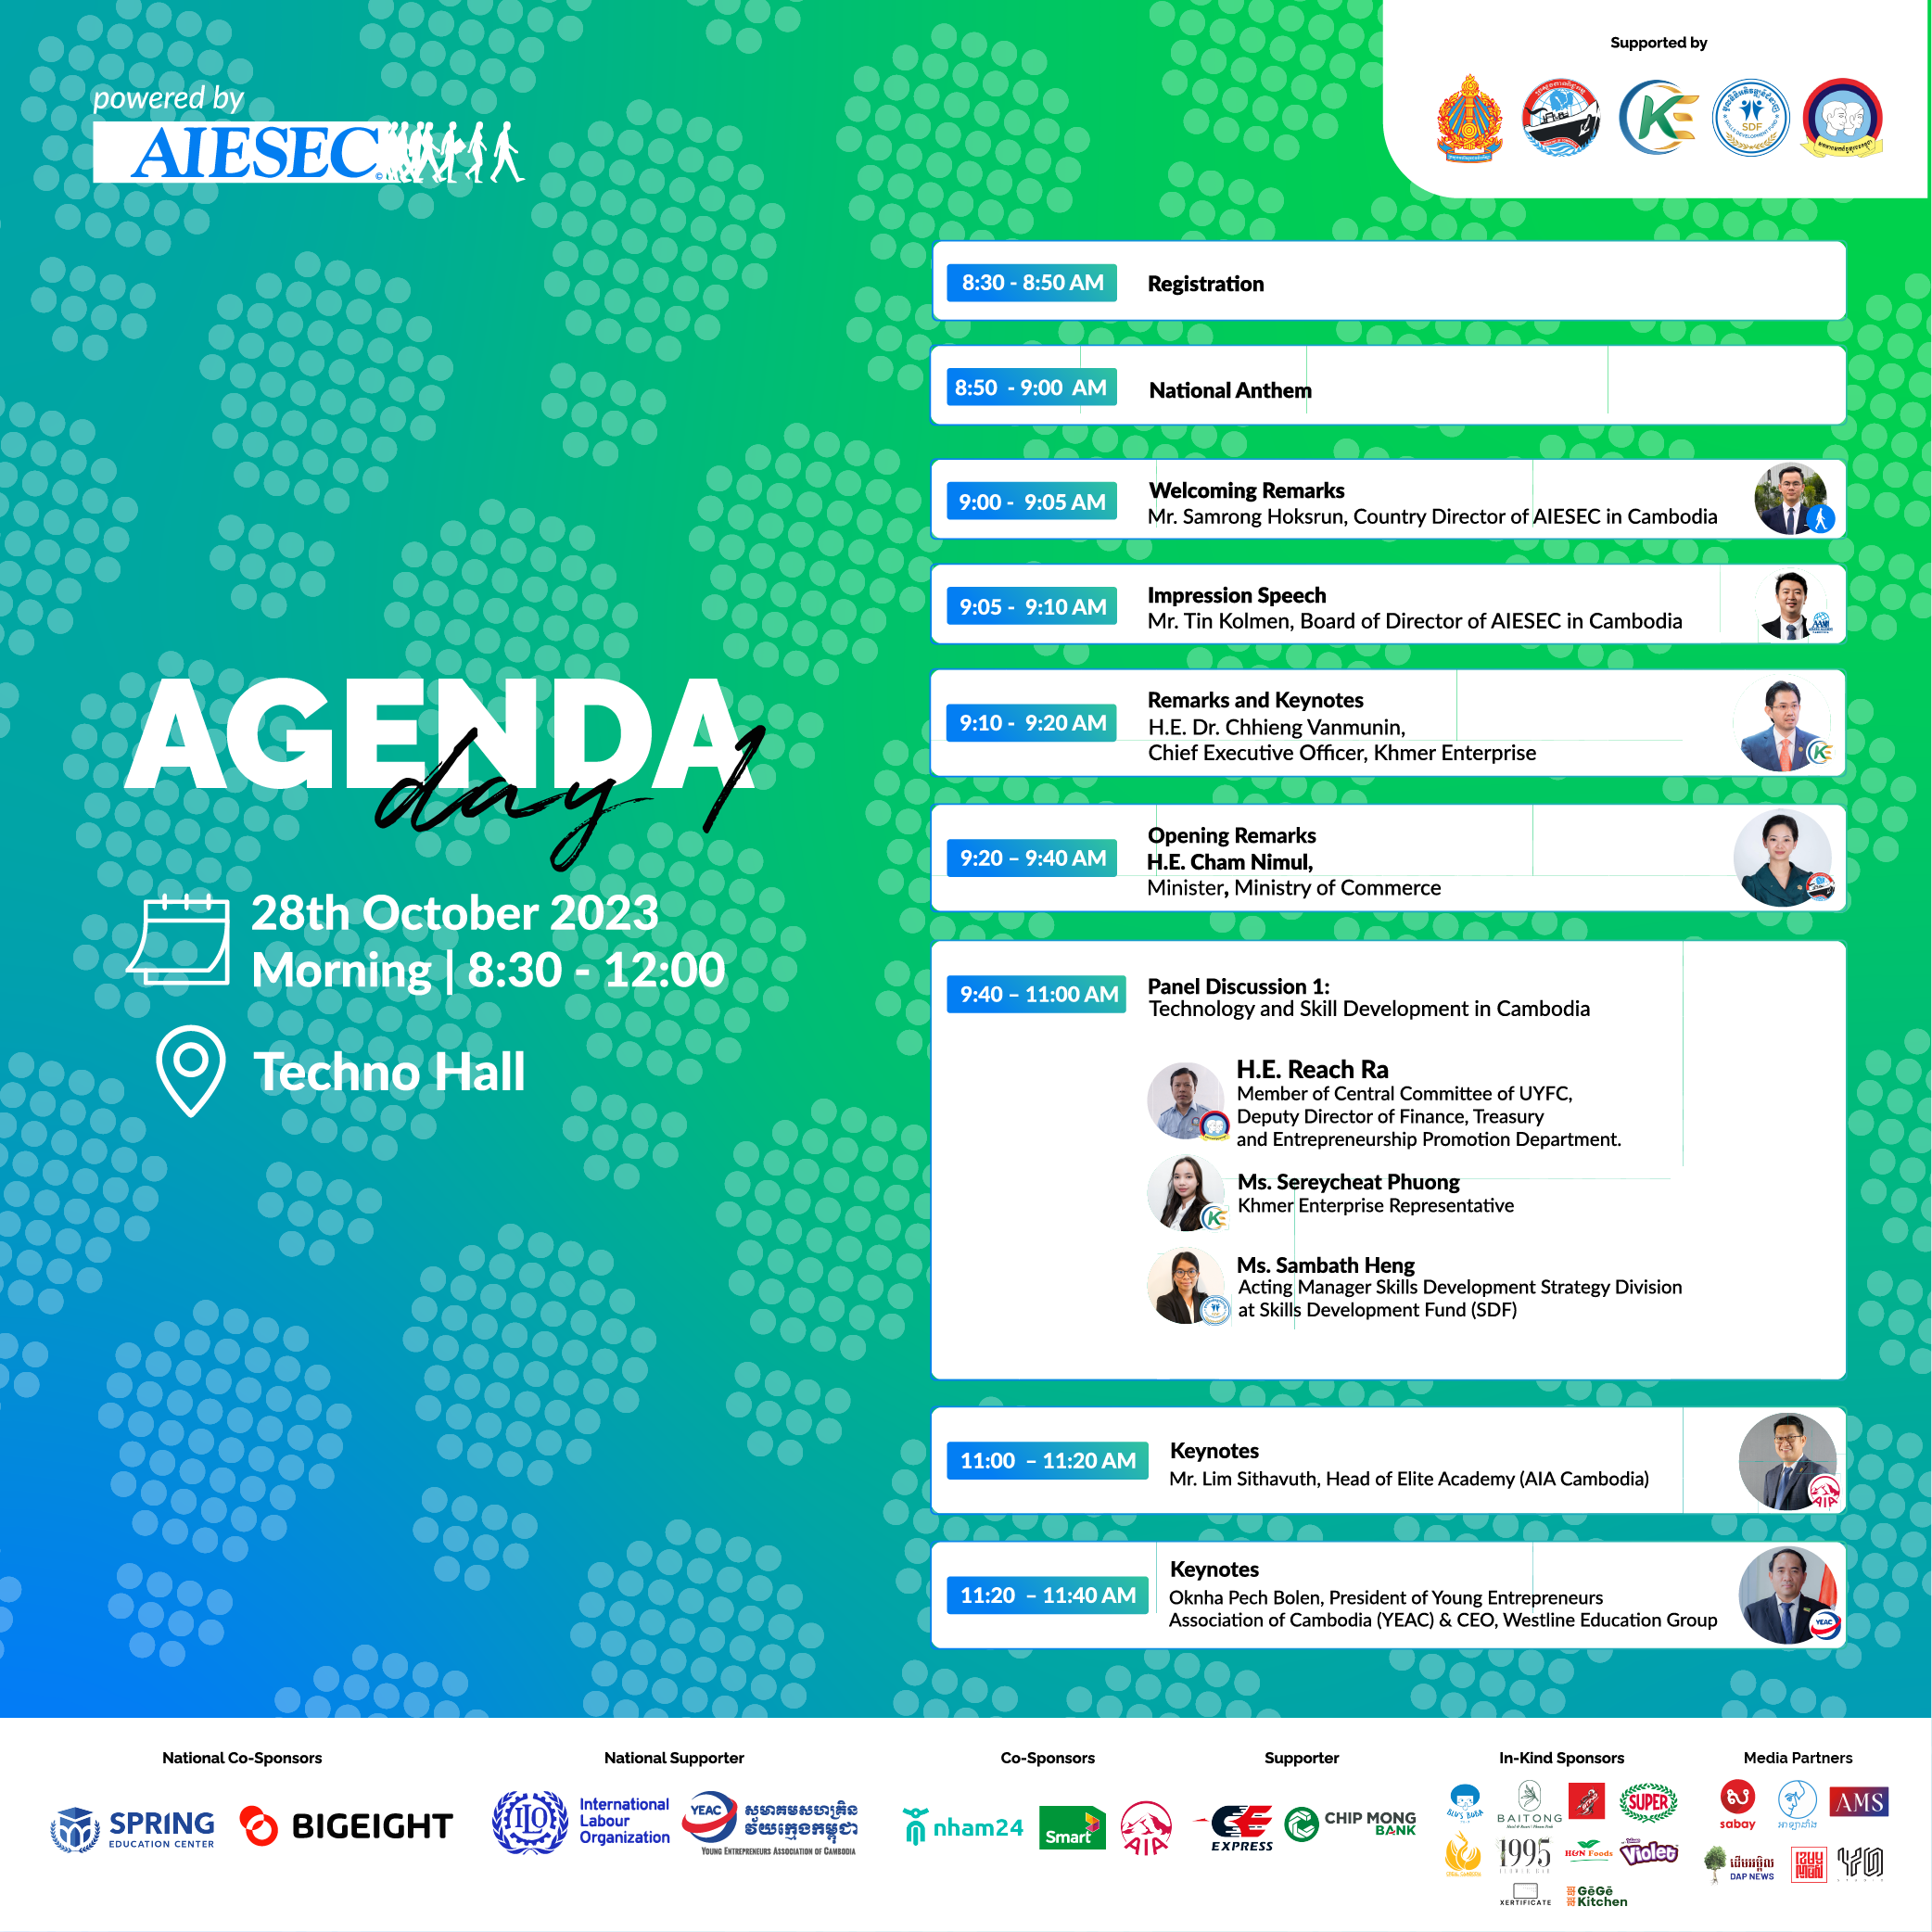 powered by
AIESEC
Supported by
SDF
8:30 - 8:50 AM
Registration
8:50 - 9:00 AM
National Anthem
9:00 - 9:05 AM
Welcoming Remarks
Mr. Samrong Hoksrun, Country Director of AIESEC in Cambodia
9:05 - 9:10 AM
Impression Speech
Mr. Tin Kolmen, Board of Director of AIESEC in Cambodia
9:10 - 9:20 AM
Remarks and Keynotes
H.E. Dr. Chhieng Vanmunin,
Chief Executive Officer, Khmer Enterprise
AGENDA
day 1
28th October 2023
Morning | 8:30 - 12:00
Techno Hall
9:20 – 9:40 AM
Opening Remarks
H.E. Cham Nimul,
Minister, Ministry of Commerce
9:40 – 11:00 AM
Panel Discussion 1:
Technology and Skill Development in Cambodia
H.E. Reach Ra
Member of Central Committee of UYFC,
Deputy Director of Finance, Treasury
and Entrepreneurship Promotion Department.
Ms. Sereycheat Phuong
Khmer Enterprise Representative
Ms. Sambath Heng
Acting Manager Skills Development Strategy Division
at Skills Development Fund (SDF)
11:00 – 11:20 AM
Keynotes
Mr. Lim Sithavuth, Head of Elite Academy (AIA Cambodia)
AIA
11:20 – 11:40 AM
Keynotes
Oknha Pech Bolen, President of Young Entrepreneurs
Association of Cambodia (YEAC) & CEO, Westline Education Group
YEAC
National Co-Sponsors
SPRING
EDUCATION CENTER
BIGEIGHT
National Supporter
ILO
International
Labour
Organization
YEAC
សមាគមសហគ្រិន
វ័យក្មេងកម្ពុជា
YOUNG ENTREPRENEURS ASSOCIATION OF CAMBODIA
Co-Sponsors
nham24
Smart
AIA
Supporter
EXPRESS
CHIP MONG
BANK
In-Kind Sponsors
BAITONG
SUPER
1995
H&N Foods
Violet
XERTIFICATE
GēGē
Kitchen
Media Partners
sabay
AMS
DAP NEWS